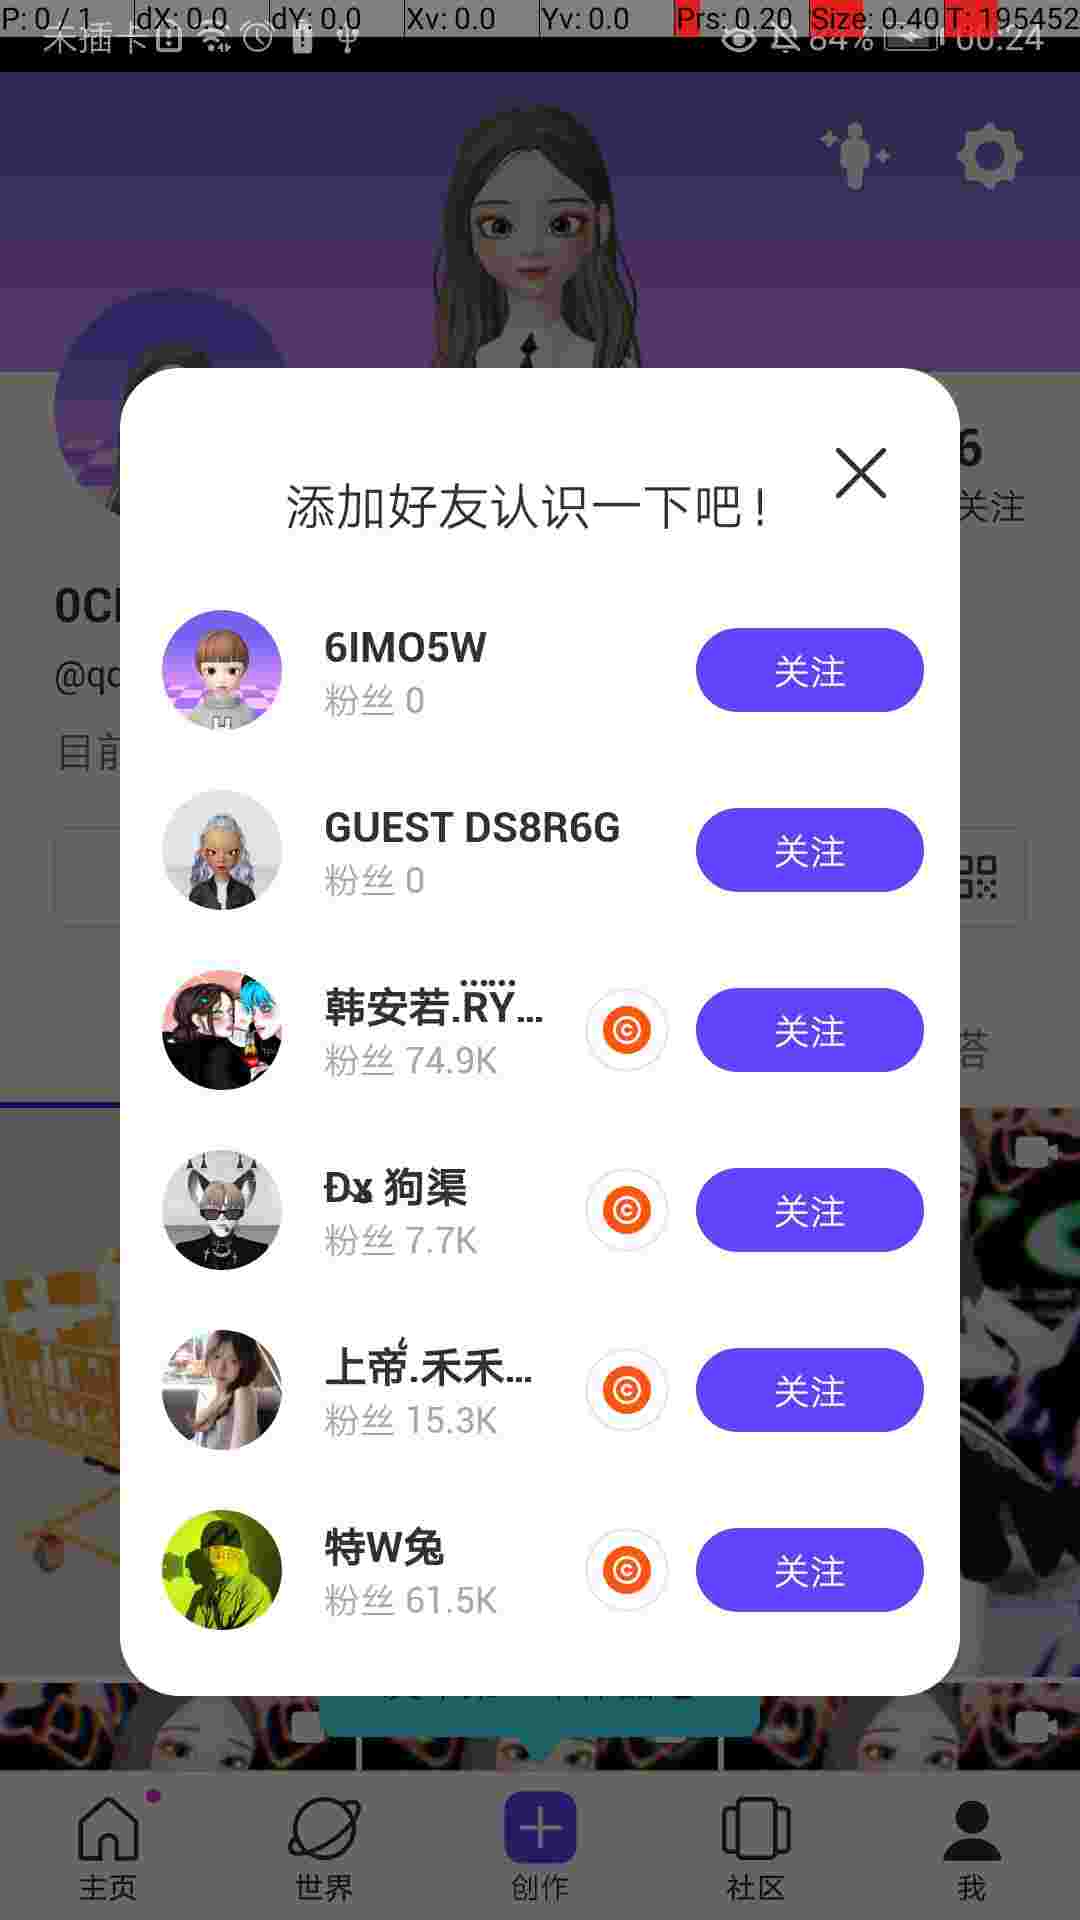 P: 0 / 1 dX: 0.0 dY: 0.0 Xv: 0.0 Yv: 0.0 Prs: 0.20 Size: 0.40 T: 195452
未插卡 84% 00:24
6
关注
添加好友认识一下吧！
6IMO5W
粉丝 0
关注
GUEST DS8R6G
粉丝 0
关注
韩安若.RY...
粉丝 74.9K
关注
Dx 狗渠
粉丝 7.7K
关注
上帝.禾禾...
粉丝 15.3K
关注
特W兔
粉丝 61.5K
关注
主页 世界 创作 社区 我